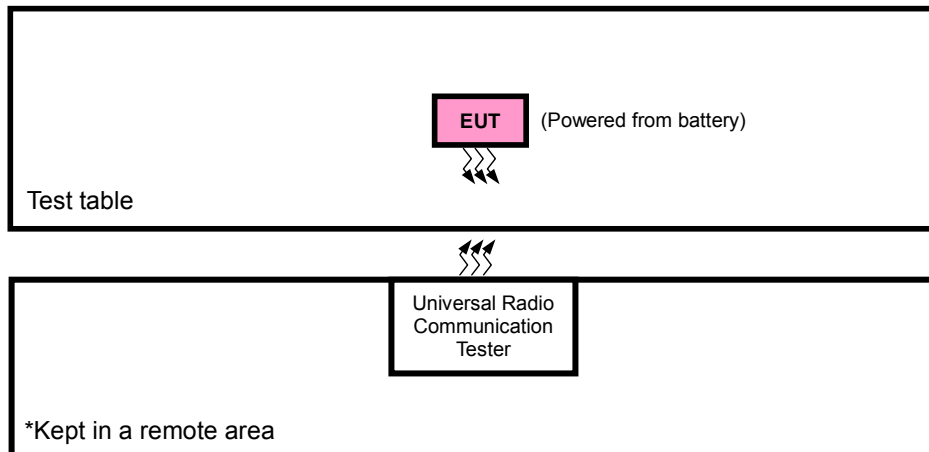 EUT
(Powered from battery)
Test table
Universal Radio
Communication
Tester
*Kept in a remote area